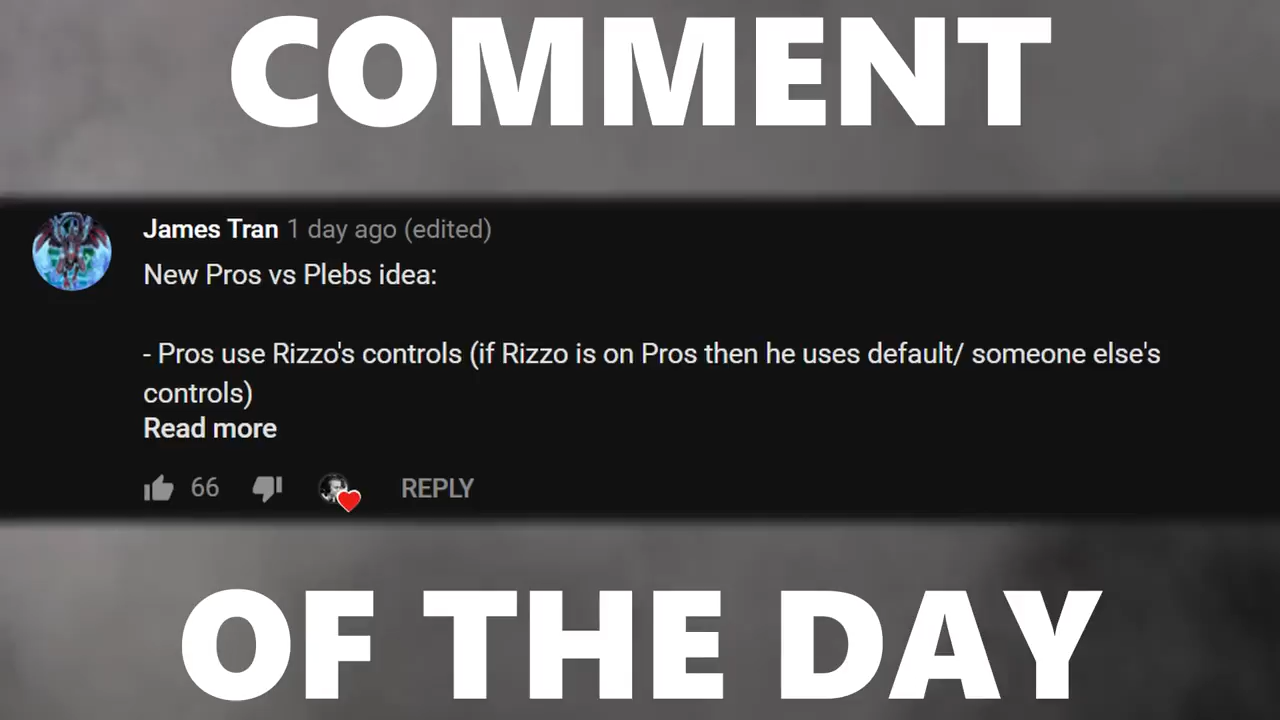 COMMENT
James Tran 1 day ago (edited)
New Pros vs Plebs idea:
- Pros use Rizzo's controls (if Rizzo is on Pros then he uses default/ someone else's
controls)
Read more
66 REPLY
OF THE DAY